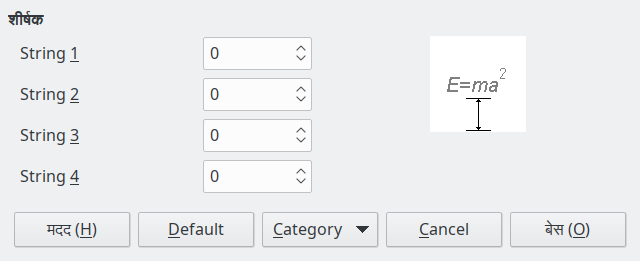 शीर्षक
String 1 0
String 2 0
String 3 0
String 4 0
E=ma²
मदद (H) Default Category Cancel बेस (O)